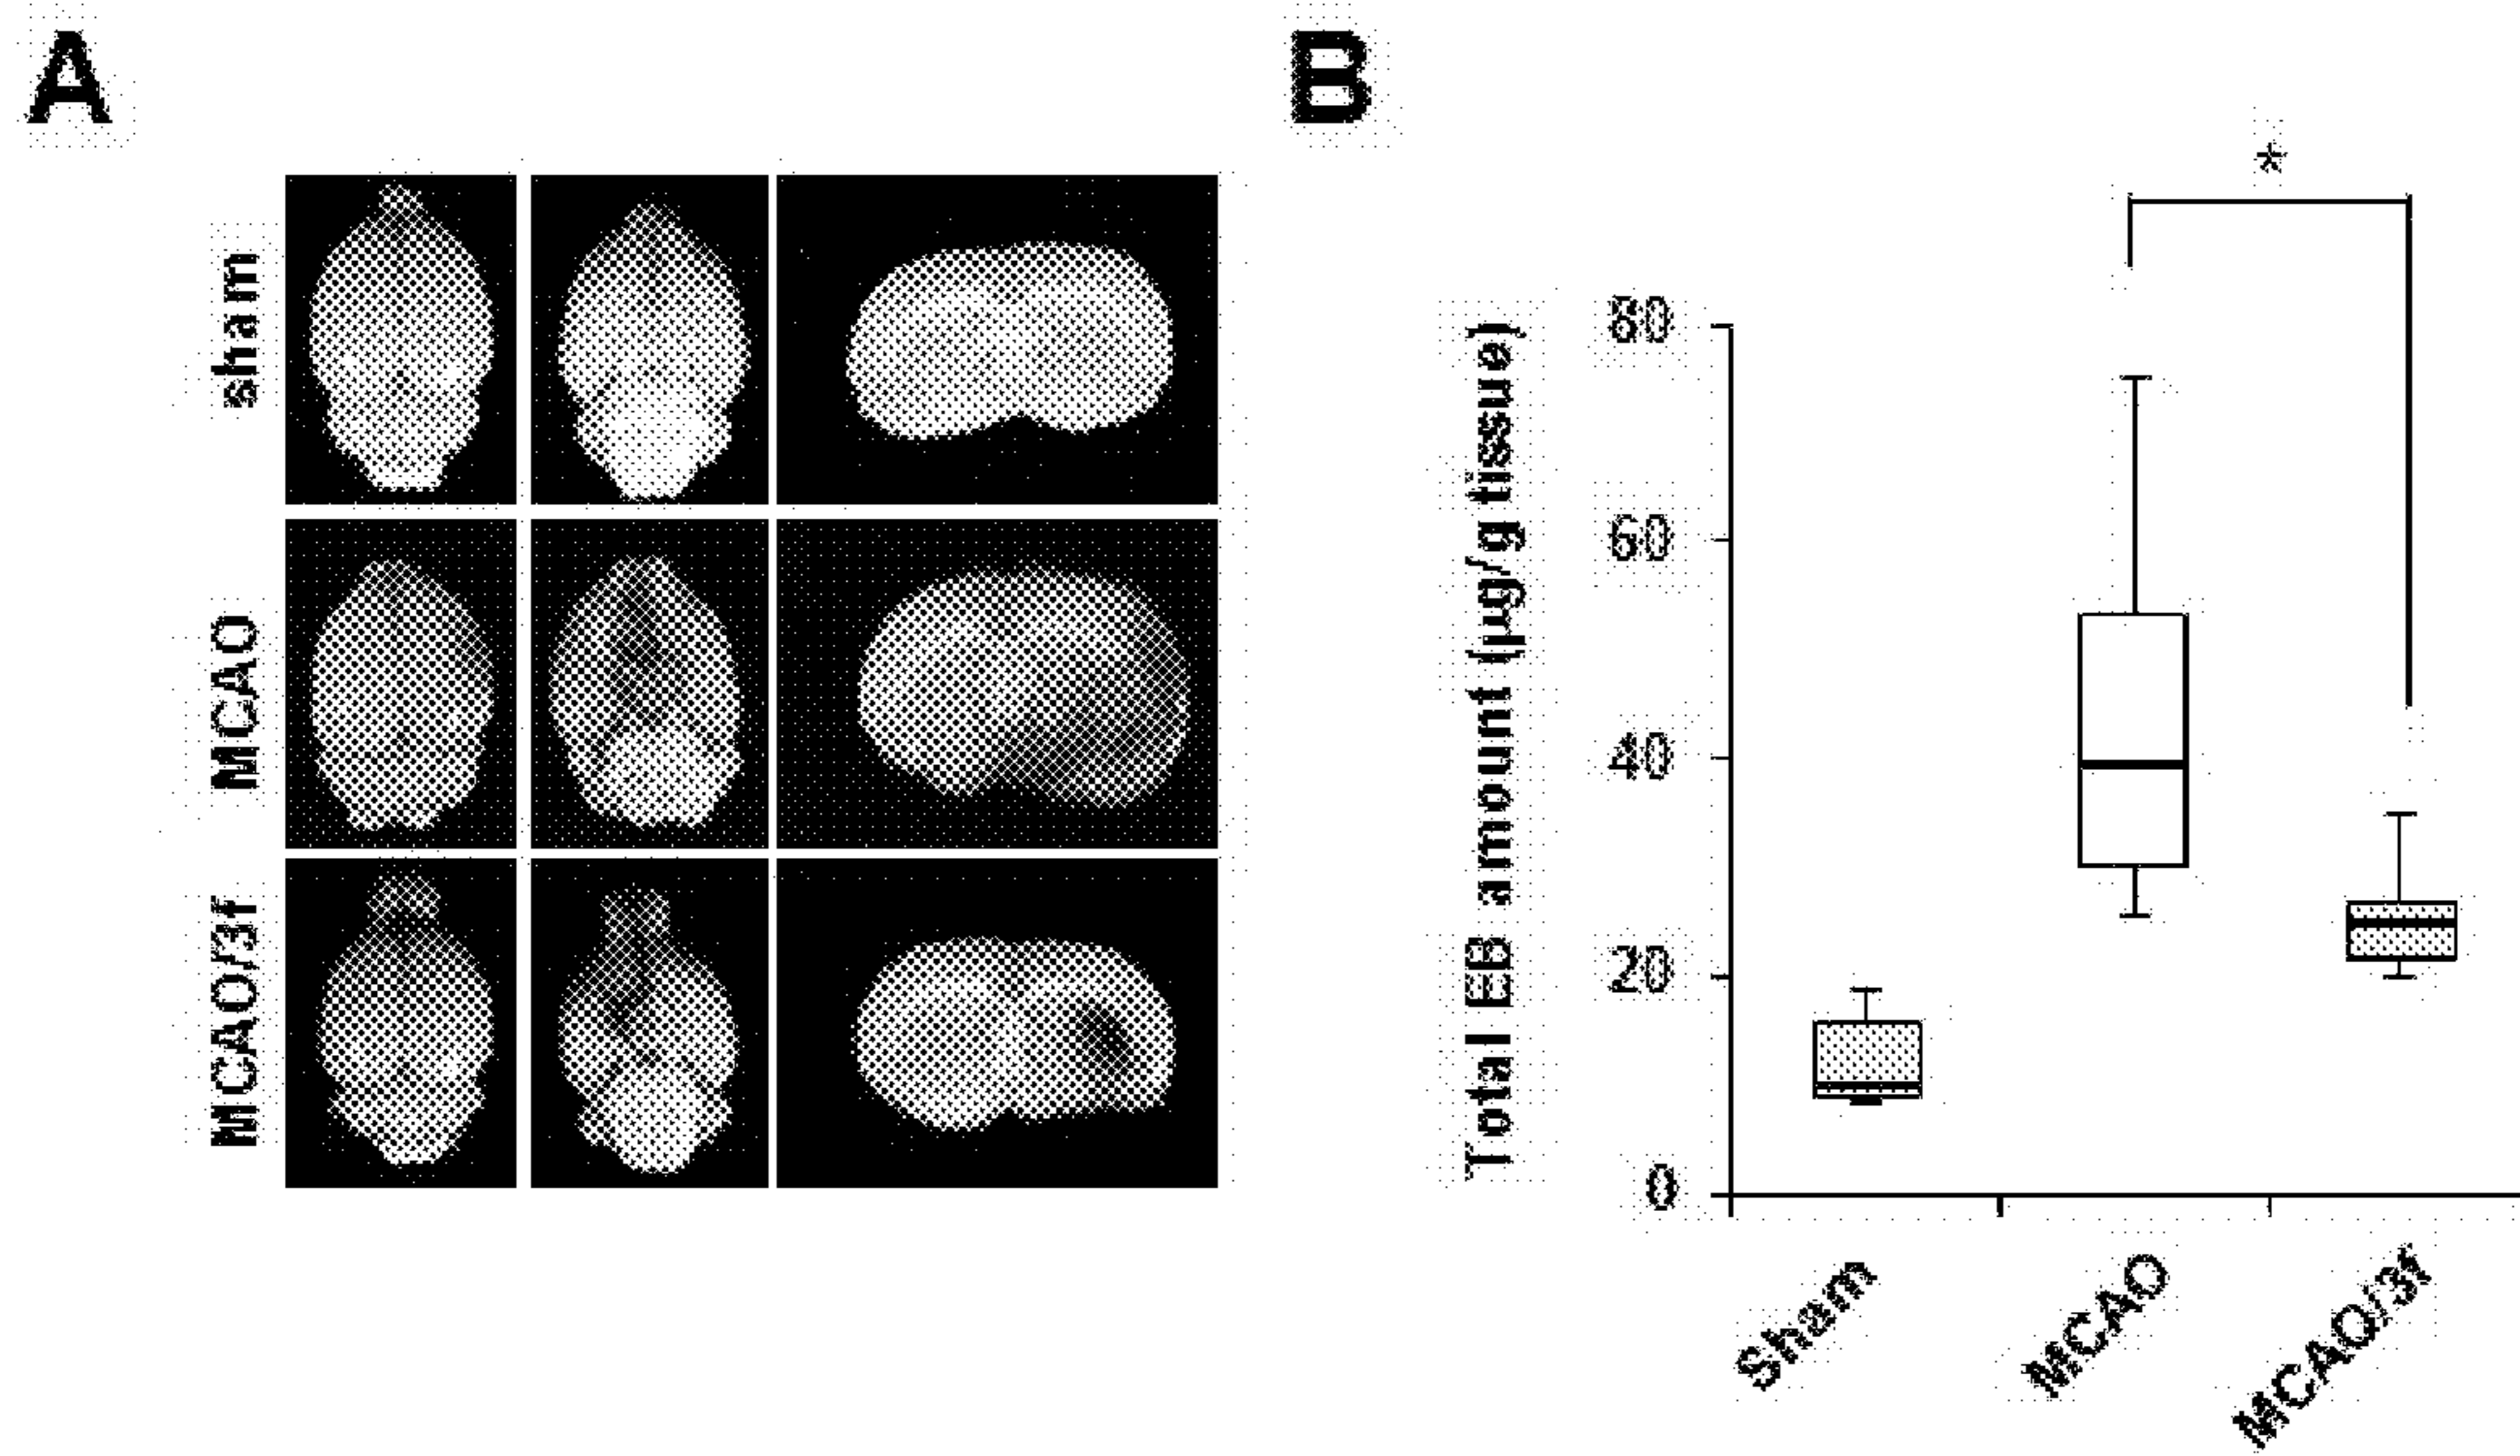 A
B
sham
MCAO
MCAO/3f
*
Total EB amount (µg/g tissue)
80
60
40
20
0
Sham
MCAO
MCAO/3f